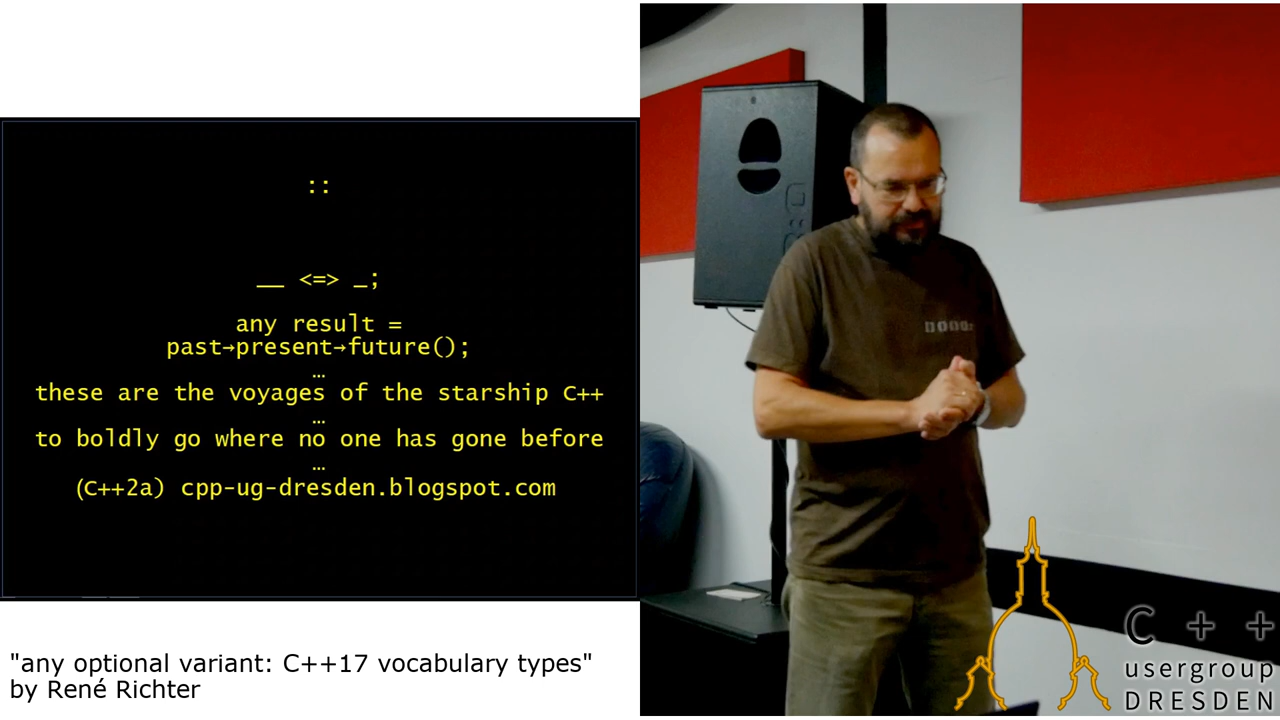 ::
__ <=> _;
any result =
past→present→future();
…
these are the voyages of the starship C++
…
to boldly go where no one has gone before
…
(C++2a) cpp-ug-dresden.blogspot.com
"any optional variant: C++17 vocabulary types"
by René Richter
C + +
usergroup
DRESDEN